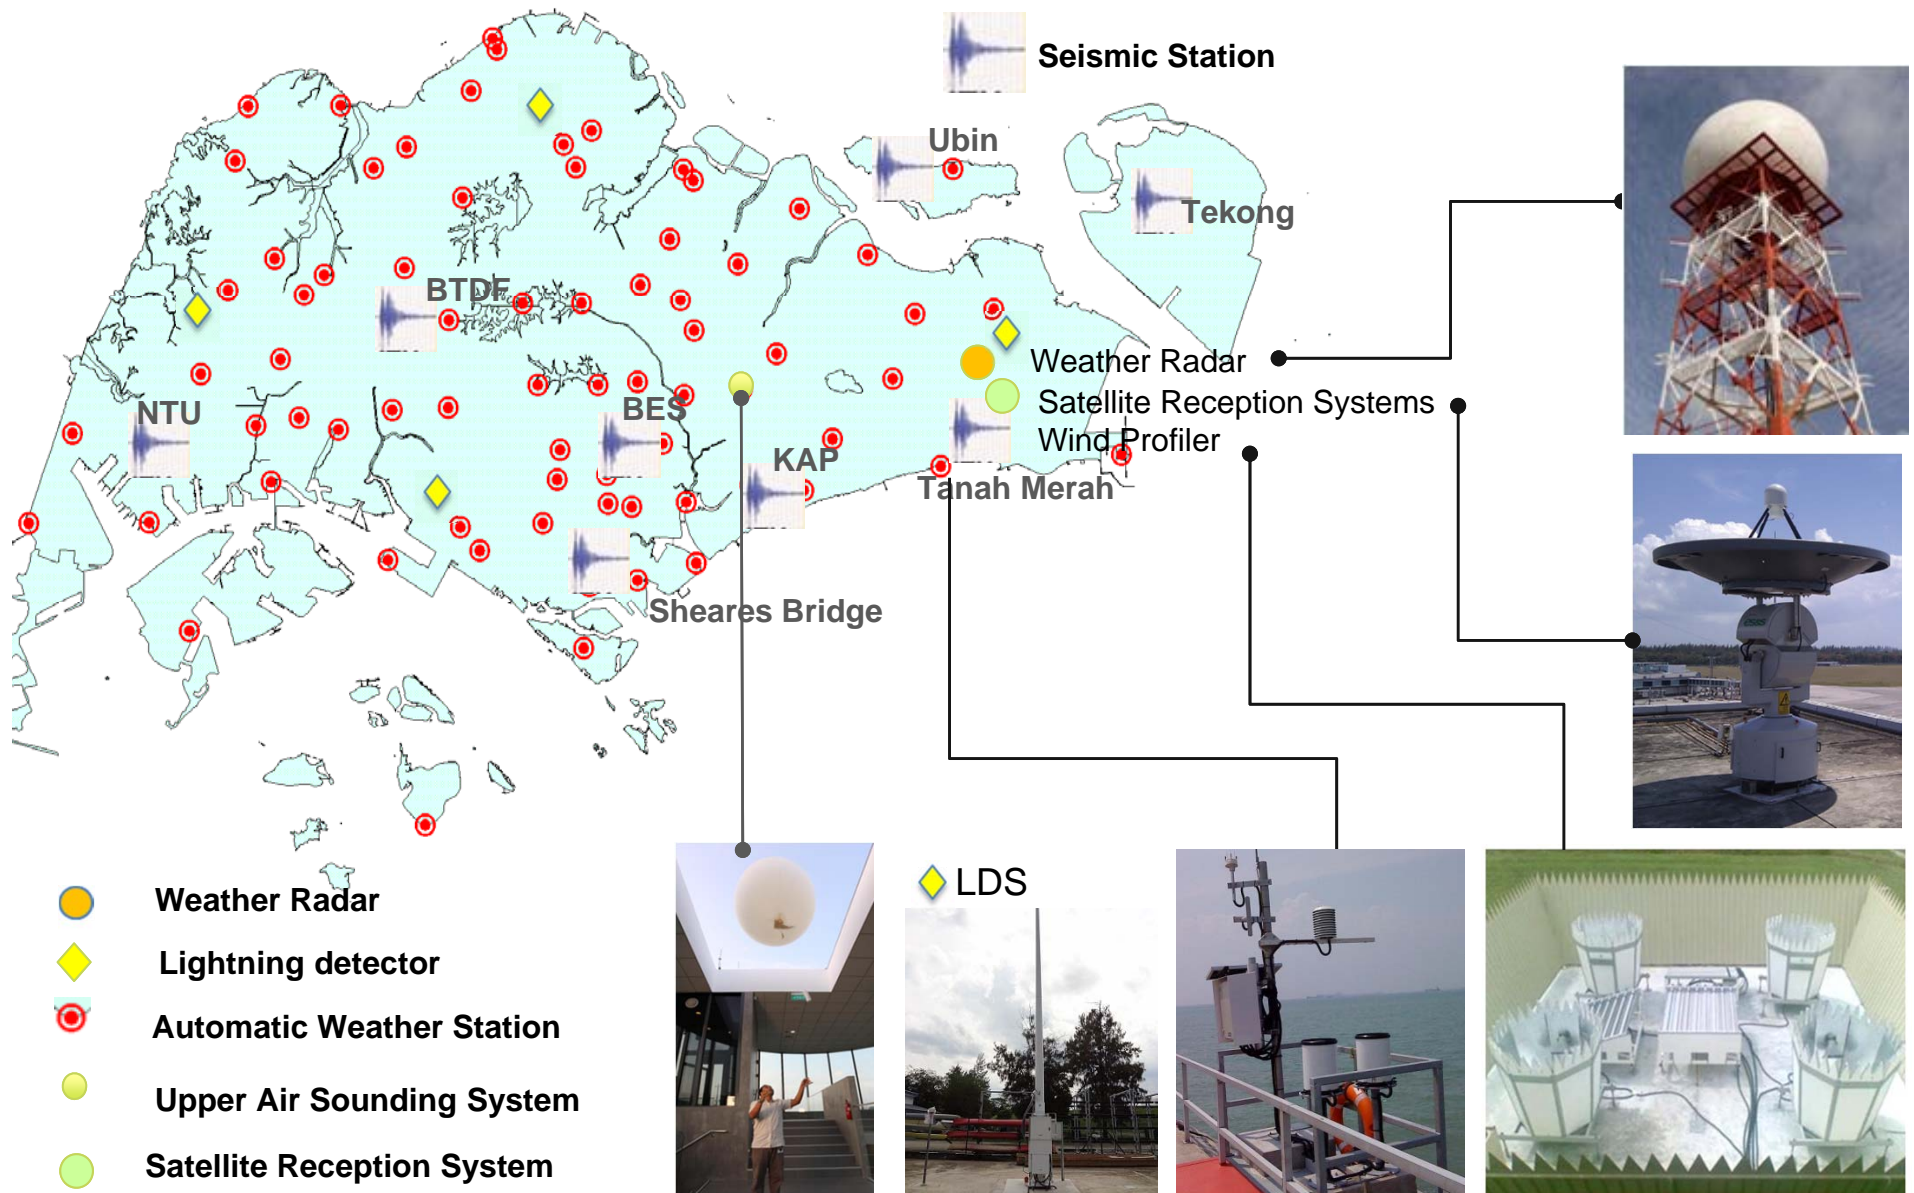 Seismic Station
Ubin
Tekong
BTDF
Weather Radar
Satellite Reception Systems
Wind Profiler
NTU
BES
KAP
Tanah Merah
Sheares Bridge
LDS
Weather Radar
Lightning detector
Automatic Weather Station
Upper Air Sounding System
Satellite Reception System